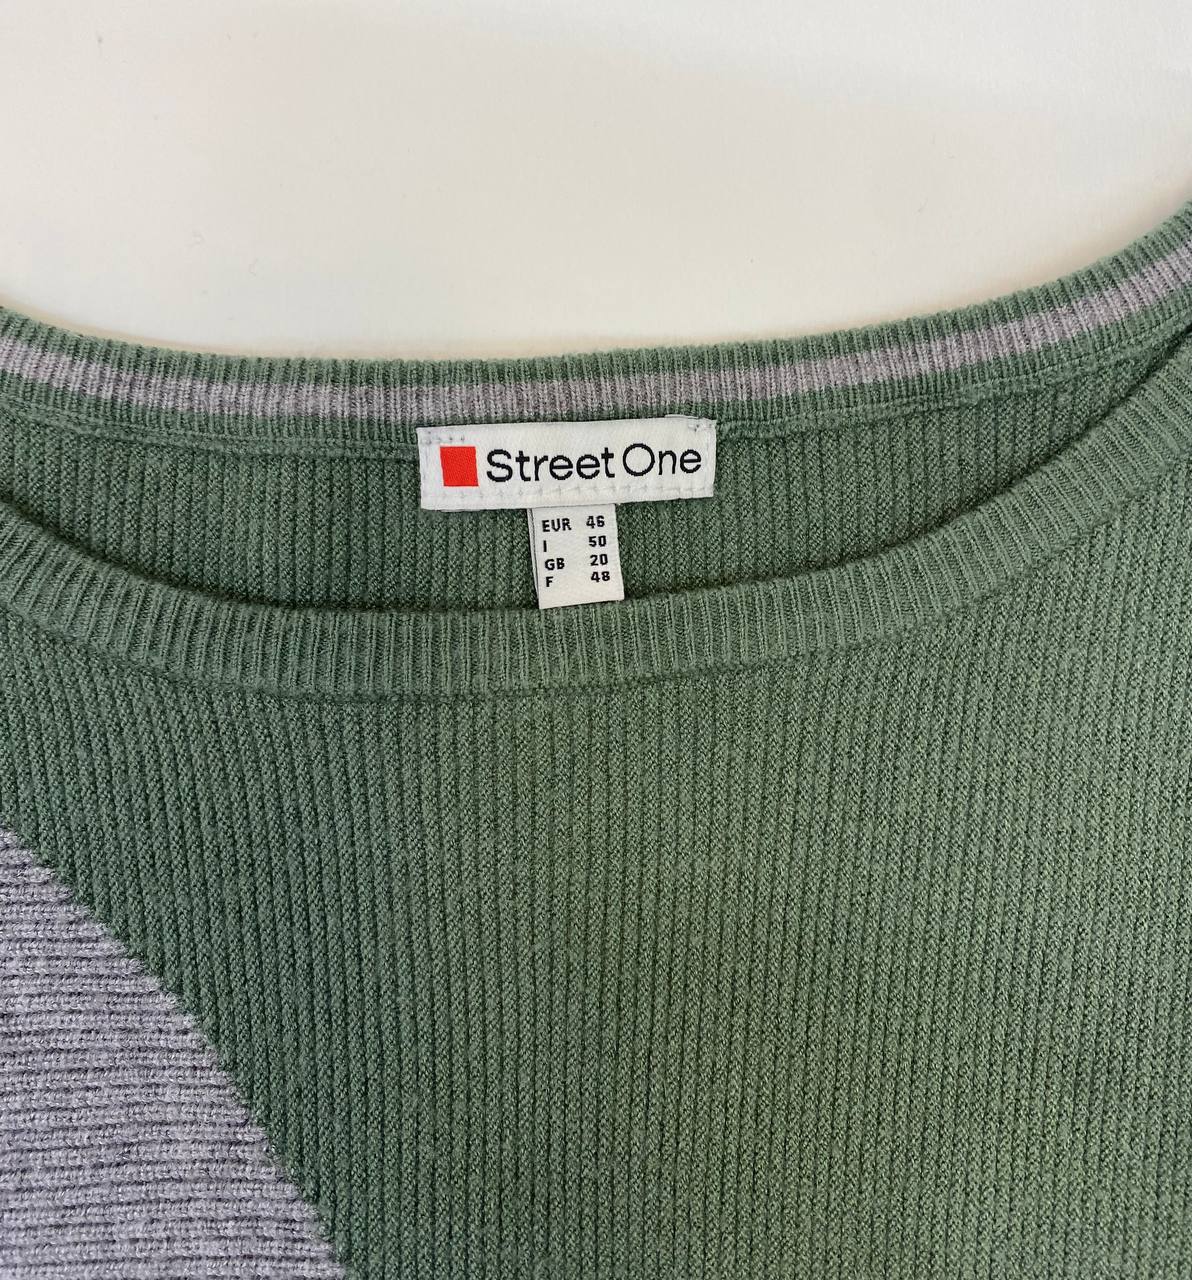 Street One
EUR 46
I 50
GB 20
F 48